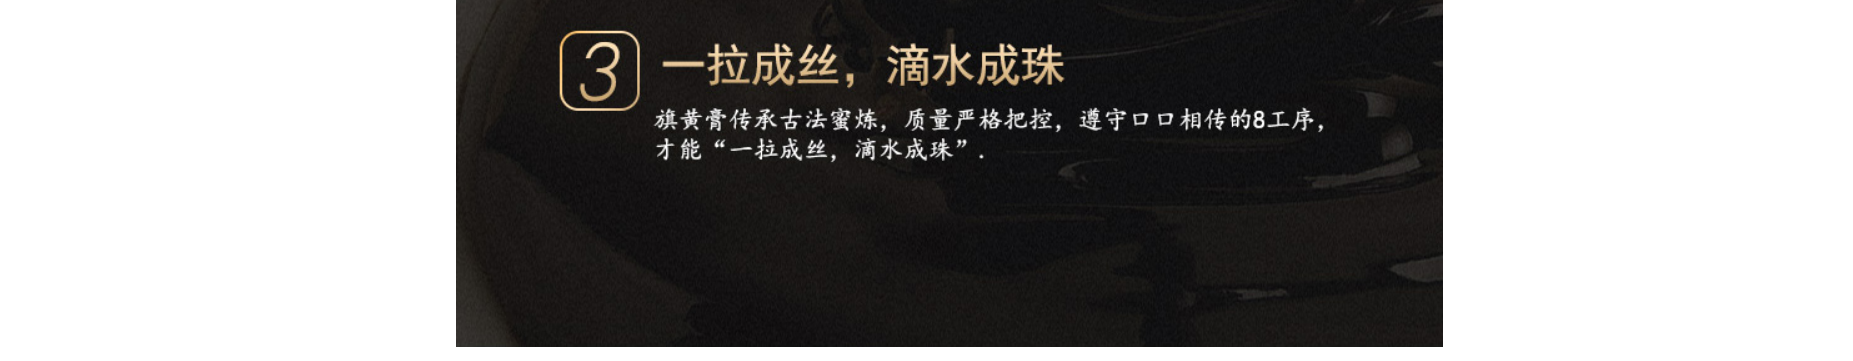 3 一拉成丝，滴水成珠
旗黄膏传承古法蜜炼，质量严格把控，遵守口口相传的8工序，
才能“一拉成丝，滴水成珠”.